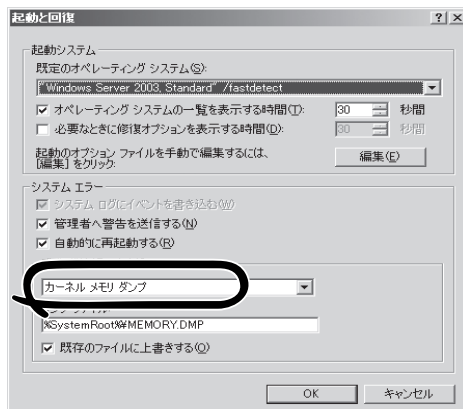 起動と回復
起動システム
既定のオペレーティング システム(S):
"Windows Server 2003, Standard" /fastdetect
オペレーティング システムの一覧を表示する時間(T): 30 秒間
必要なときに修復オプションを表示する時間(D): 30 秒間
起動のオプション ファイルを手動で編集するには、
[編集] をクリック: 編集(E)
システム エラー
システム ログにイベントを書き込む(W)
管理者へ警告を送信する(N)
自動的に再起動する(R)
カーネル メモリ ダンプ
%SystemRoot%¥MEMORY.DMP
既存のファイルに上書きする(O)
OK キャンセル